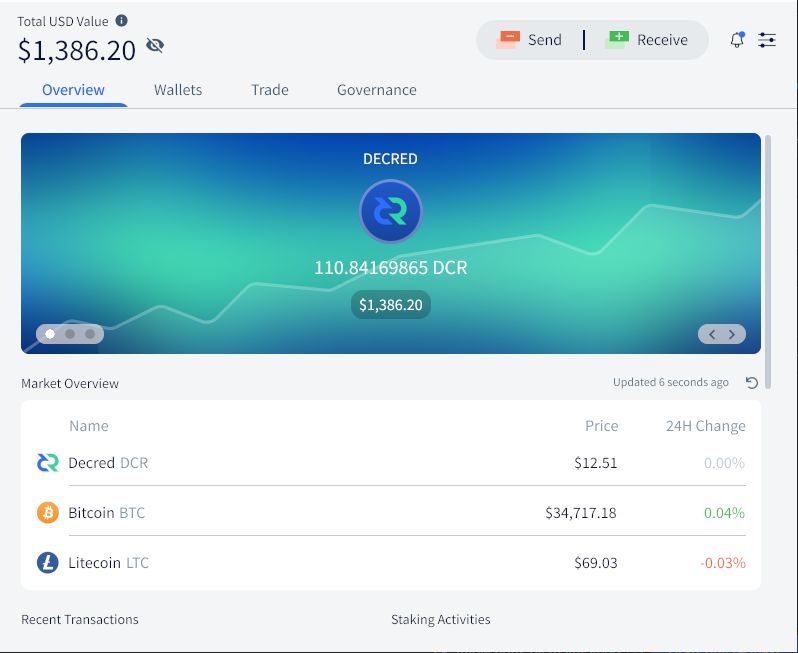 Total USD Value
$1,386.20
Send
Receive
Overview Wallets Trade Governance
DECRED
110.84169865 DCR
$1,386.20
Market Overview
Updated 6 seconds ago
Name Price 24H Change
Decred DCR $12.51 0.00%
Bitcoin BTC $34,717.18 0.04%
Litecoin LTC $69.03 -0.03%
Recent Transactions
Staking Activities